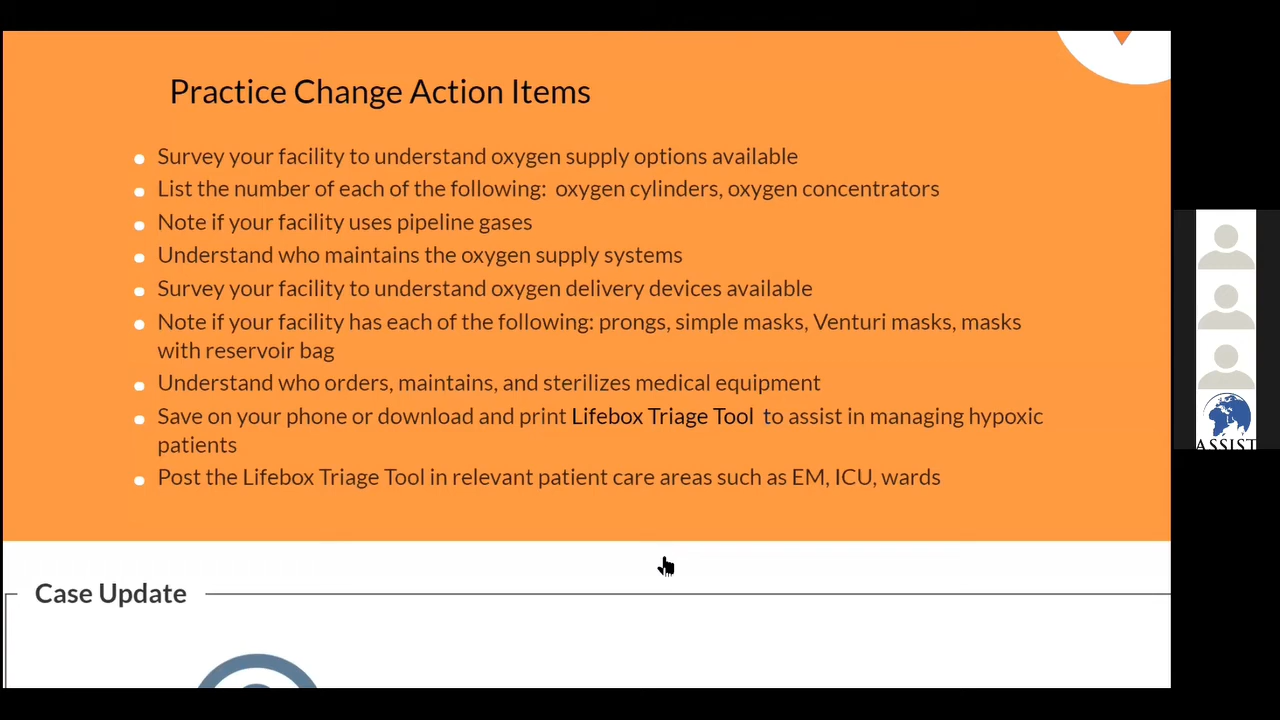 Practice Change Action Items
Survey your facility to understand oxygen supply options available
List the number of each of the following: oxygen cylinders, oxygen concentrators
Note if your facility uses pipeline gases
Understand who maintains the oxygen supply systems
Survey your facility to understand oxygen delivery devices available
Note if your facility has each of the following: prongs, simple masks, Venturi masks, masks
with reservoir bag
Understand who orders, maintains, and sterilizes medical equipment
Save on your phone or download and print Lifebox Triage Tool to assist in managing hypoxic
patients
Post the Lifebox Triage Tool in relevant patient care areas such as EM, ICU, wards
Case Update
ASSIST